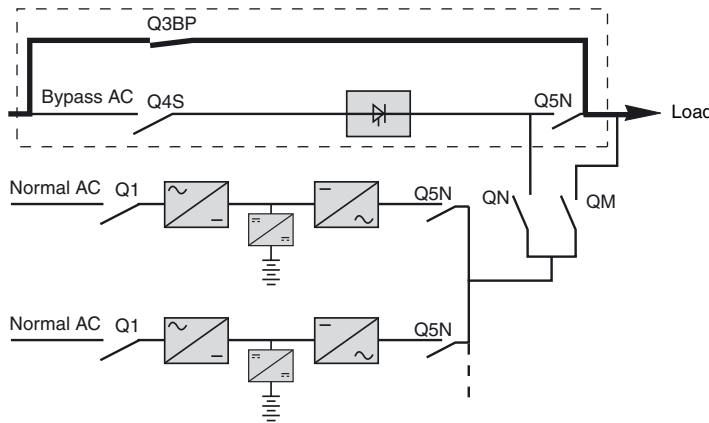 Q3BP
Bypass AC
Q4S
Q5N
Load
Normal AC
Q1
Q5N
QN
QM
Normal AC
Q1
Q5N